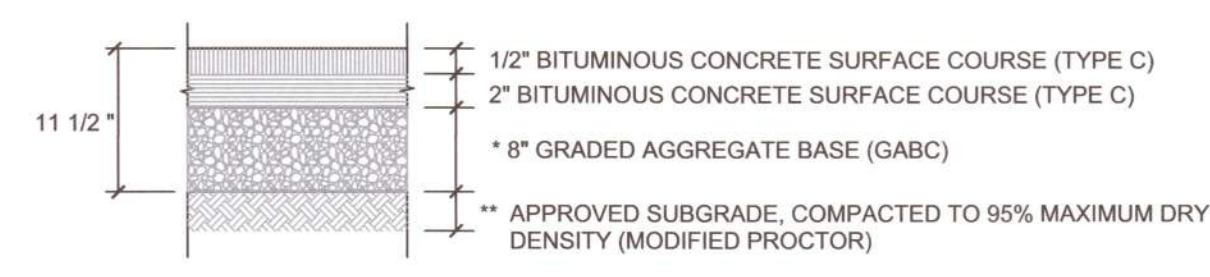 1/2" BITUMINOUS CONCRETE SURFACE COURSE (TYPE C)
2" BITUMINOUS CONCRETE SURFACE COURSE (TYPE C)
11 1/2 "
* 8" GRADED AGGREGATE BASE (GABC)
** APPROVED SUBGRADE, COMPACTED TO 95% MAXIMUM DRY
DENSITY (MODIFIED PROCTOR)